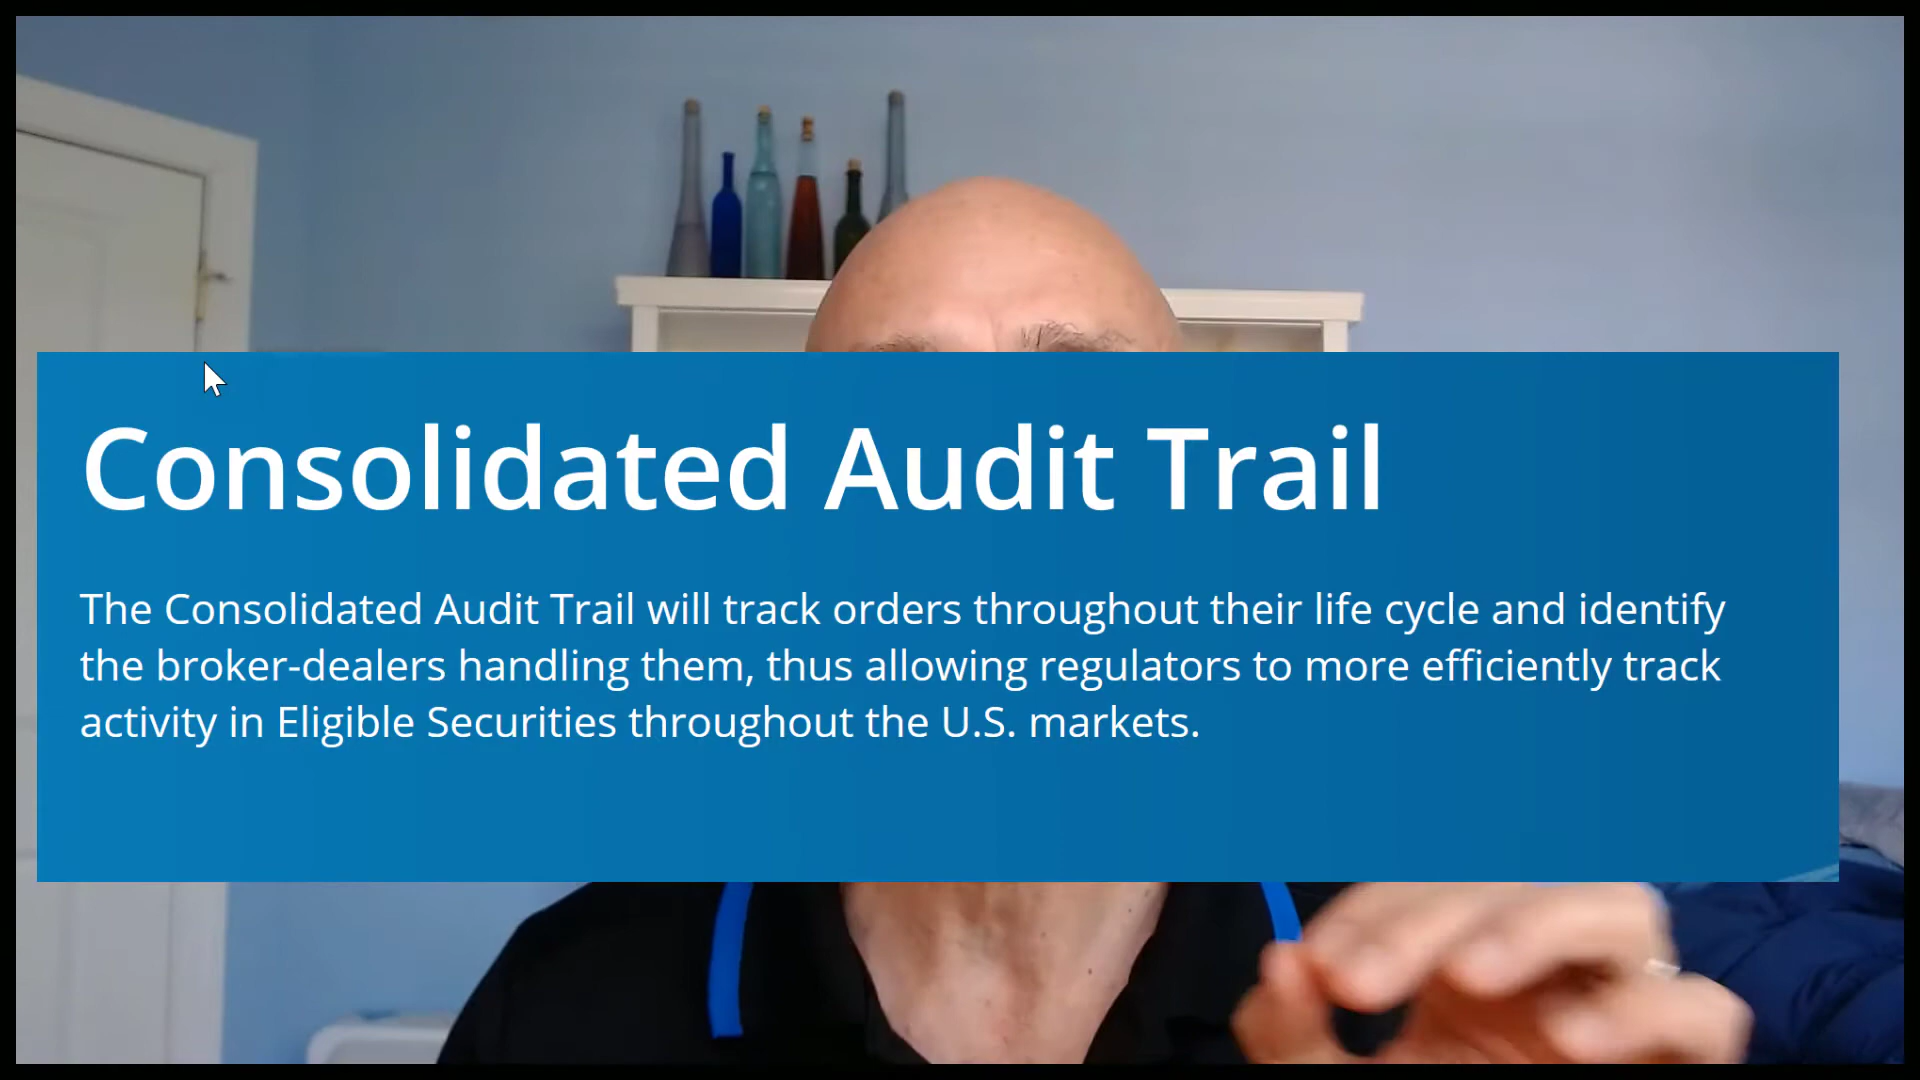 Consolidated Audit Trail
The Consolidated Audit Trail will track orders throughout their life cycle and identify
the broker-dealers handling them, thus allowing regulators to more efficiently track
activity in Eligible Securities throughout the U.S. markets.